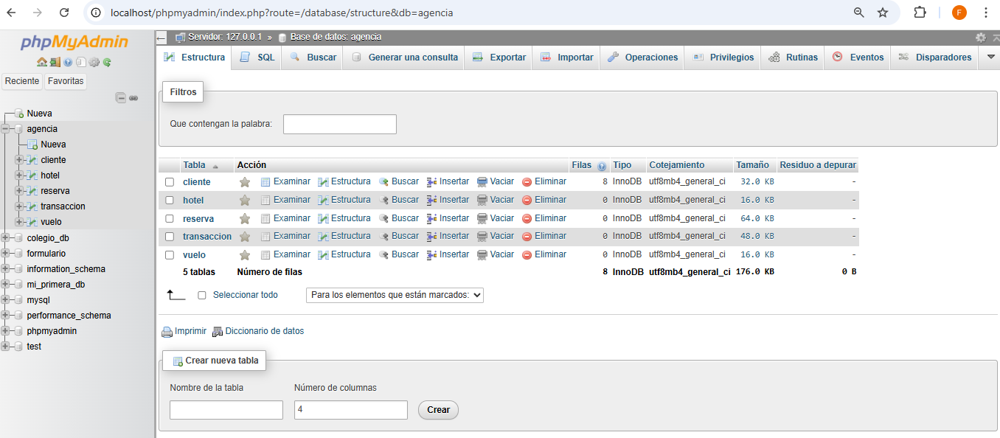 localhost/phpmyadmin/index.php?route=/database/structure&db=agencia
F
phpMyAdmin
Reciente Favoritas
Nueva
agencia
Nueva
cliente
hotel
reserva
transaccion
vuelo
colegio_db
formulario
information_schema
mi_primera_db
mysql
performance_schema
phpmyadmin
test
Servidor: 127.0.0.1 » Base de datos: agencia
Estructura SQL Buscar Generar una consulta Exportar Importar Operaciones Privilegios Rutinas Eventos Disparadores
Filtros
Que contengan la palabra:
Tabla Acción Filas Tipo Cotejamiento Tamaño Residuo a depurar
cliente Examinar Estructura Buscar Insertar Vaciar Eliminar 8 InnoDB utf8mb4_general_ci 32.0 KB -
hotel Examinar Estructura Buscar Insertar Vaciar Eliminar 0 InnoDB utf8mb4_general_ci 16.0 KB -
reserva Examinar Estructura Buscar Insertar Vaciar Eliminar 0 InnoDB utf8mb4_general_ci 64.0 KB -
transaccion Examinar Estructura Buscar Insertar Vaciar Eliminar 0 InnoDB utf8mb4_general_ci 48.0 KB -
vuelo Examinar Estructura Buscar Insertar Vaciar Eliminar 0 InnoDB utf8mb4_general_ci 16.0 KB -
5 tablas Número de filas 8 InnoDB utf8mb4_general_ci 176.0 KB 0 B
Seleccionar todo Para los elementos que están marcados:
Imprimir Diccionario de datos
Crear nueva tabla
Nombre de la tabla Número de columnas
4 Crear